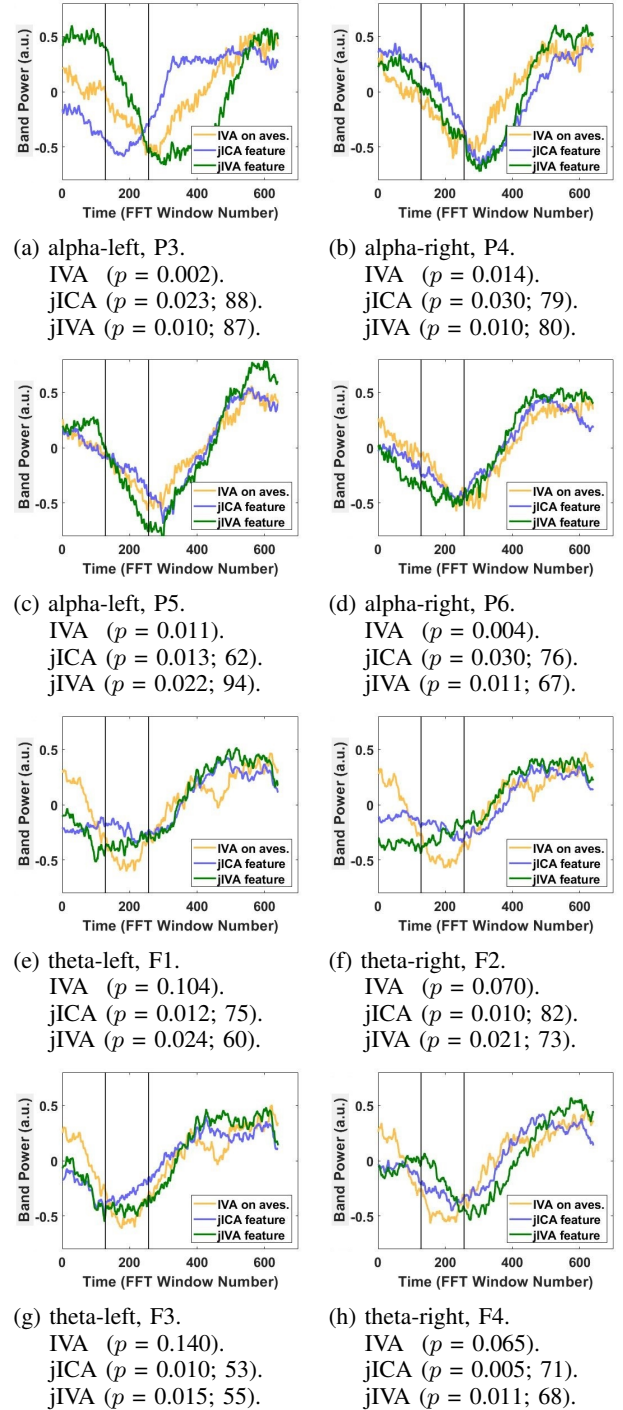 Band Power (a.u.)
0.5
0
-0.5
IVA on aves.
jICA feature
jIVA feature
0 200 400 600
Time (FFT Window Number)
(a) alpha-left, P3.
IVA (p = 0.002).
jICA (p = 0.023; 88).
jIVA (p = 0.010; 87).
Band Power (a.u.)
0.5
0
-0.5
IVA on aves.
jICA feature
jIVA feature
0 200 400 600
Time (FFT Window Number)
(b) alpha-right, P4.
IVA (p = 0.014).
jICA (p = 0.030; 79).
jIVA (p = 0.010; 80).
Band Power (a.u.)
0.5
0
-0.5
IVA on aves.
jICA feature
jIVA feature
0 200 400 600
Time (FFT Window Number)
(c) alpha-left, P5.
IVA (p = 0.011).
jICA (p = 0.013; 62).
jIVA (p = 0.022; 94).
Band Power (a.u.)
0.5
0
-0.5
IVA on aves.
jICA feature
jIVA feature
0 200 400 600
Time (FFT Window Number)
(d) alpha-right, P6.
IVA (p = 0.004).
jICA (p = 0.030; 76).
jIVA (p = 0.011; 67).
Band Power (a.u.)
0.5
0
-0.5
IVA on aves.
jICA feature
jIVA feature
0 200 400 600
Time (FFT Window Number)
(e) theta-left, F1.
IVA (p = 0.104).
jICA (p = 0.012; 75).
jIVA (p = 0.024; 60).
Band Power (a.u.)
0.5
0
-0.5
IVA on aves.
jICA feature
jIVA feature
0 200 400 600
Time (FFT Window Number)
(f) theta-right, F2.
IVA (p = 0.070).
jICA (p = 0.010; 82).
jIVA (p = 0.021; 73).
Band Power (a.u.)
0.5
0
-0.5
IVA on aves.
jICA feature
jIVA feature
0 200 400 600
Time (FFT Window Number)
(g) theta-left, F3.
IVA (p = 0.140).
jICA (p = 0.010; 53).
jIVA (p = 0.015; 55).
Band Power (a.u.)
0.5
0
-0.5
IVA on aves.
jICA feature
jIVA feature
0 200 400 600
Time (FFT Window Number)
(h) theta-right, F4.
IVA (p = 0.065).
jICA (p = 0.005; 71).
jIVA (p = 0.011; 68).